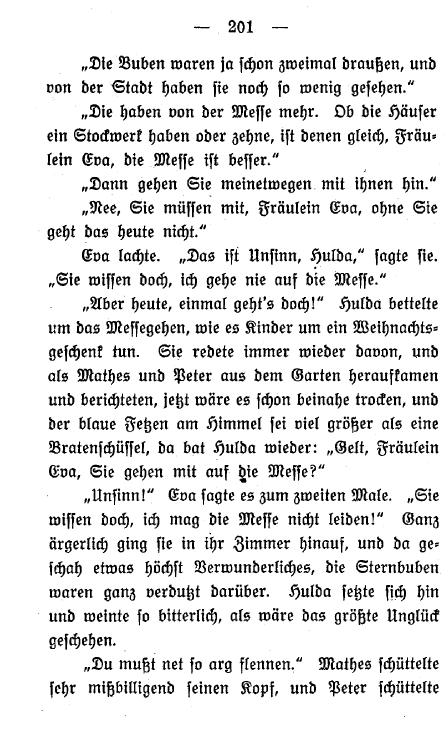 — 201 —
„Die Buben waren ja schon zweimal draußen, und
von der Stadt haben sie noch so wenig gesehen.“
„Die haben von der Messe mehr. Ob die Häuser
ein Stockwerk haben oder zehne, ist denen gleich, Fräu-
lein Eva, die Messe ist besser.“
„Dann gehen Sie meinetwegen mit ihnen hin.“
„Nee, Sie müssen mit, Fräulein Eva, ohne Sie
geht das heute nicht.“
Eva lachte. „Das ist Unsinn, Hulda,“ sagte sie.
„Sie wissen doch, ich gehe nie auf die Messe.“
„Aber heute, einmal geht's doch!“ Hulda bettelte
um das Messegehen, wie es Kinder um ein Weihnachts-
geschenk tun. Sie redete immer wieder davon, und
als Mathes und Peter aus dem Garten heraufkamen
und berichteten, jetzt wäre es schon beinahe trocken, und
der blaue Fetzen am Himmel sei viel größer als eine
Bratenschüssel, da bat Hulda wieder: „Gelt, Fräulein
Eva, Sie gehen mit auf die Messe?“
„Unsinn!“ Eva sagte es zum zweiten Male. „Sie
wissen doch, ich mag die Messe nicht leiden!“ Ganz
ärgerlich ging sie in ihr Zimmer hinauf, und da ge-
schah etwas höchst Verwunderliches, die Sternbuben
waren ganz verdutzt darüber. Hulda setzte sich hin
und weinte so bitterlich, als wäre das größte Unglück
geschehen.
„Du mußt net so arg flennen.“ Mathes schüttelte
sehr mißbilligend seinen Kopf, und Peter schüttelte